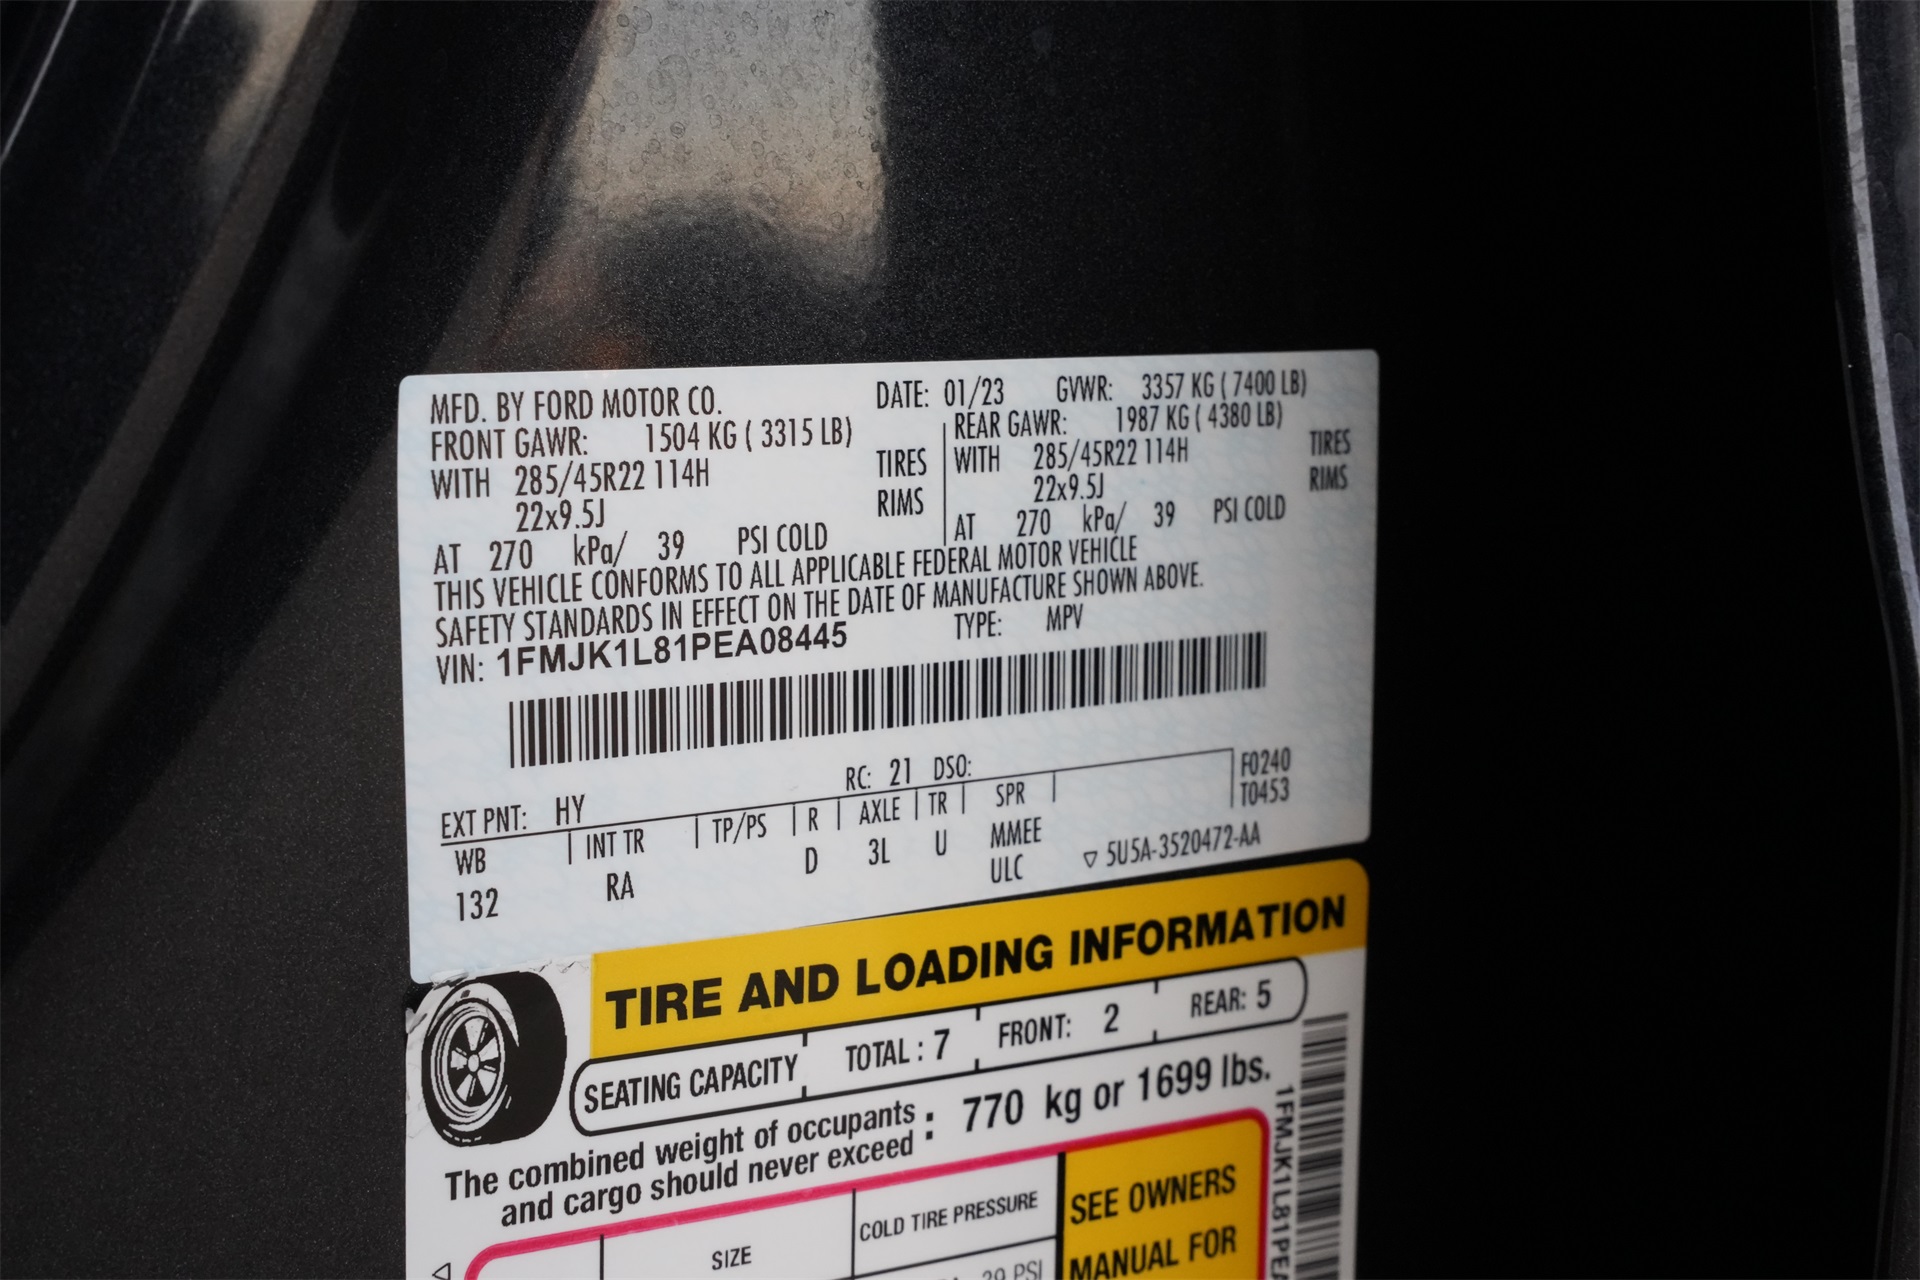 MFD. BY FORD MOTOR CO. DATE: 01/23 GVWR: 3357 KG ( 7400 LB)
FRONT GAWR: 1504 KG ( 3315 LB) REAR GAWR: 1987 KG ( 4380 LB)
WITH 285/45R22 114H TIRES WITH 285/45R22 114H TIRES
22x9.5J RIMS 22x9.5J RIMS
AT 270 kPa/ 39 PSI COLD AT 270 kPa/ 39 PSI COLD
THIS VEHICLE CONFORMS TO ALL APPLICABLE FEDERAL MOTOR VEHICLE
SAFETY STANDARDS IN EFFECT ON THE DATE OF MANUFACTURE SHOWN ABOVE.
VIN: 1FMJK1L81PEA08445 TYPE: MPV
EXT PNT: HY RC: 21 DSO: F0240
WB INT TR TP/PS R AXLE TR SPR T0453
132 RA D 3L U MMEE
ULC ▽ 5U5A-3520472-AA
TIRE AND LOADING INFORMATION
SEATING CAPACITY TOTAL : 7 FRONT: 2 REAR: 5
The combined weight of occupants
and cargo should never exceed : 770 kg or 1699 lbs.
SIZE COLD TIRE PRESSURE SEE OWNERS
39 PSI MANUAL FOR
1FMJK1L81PEA